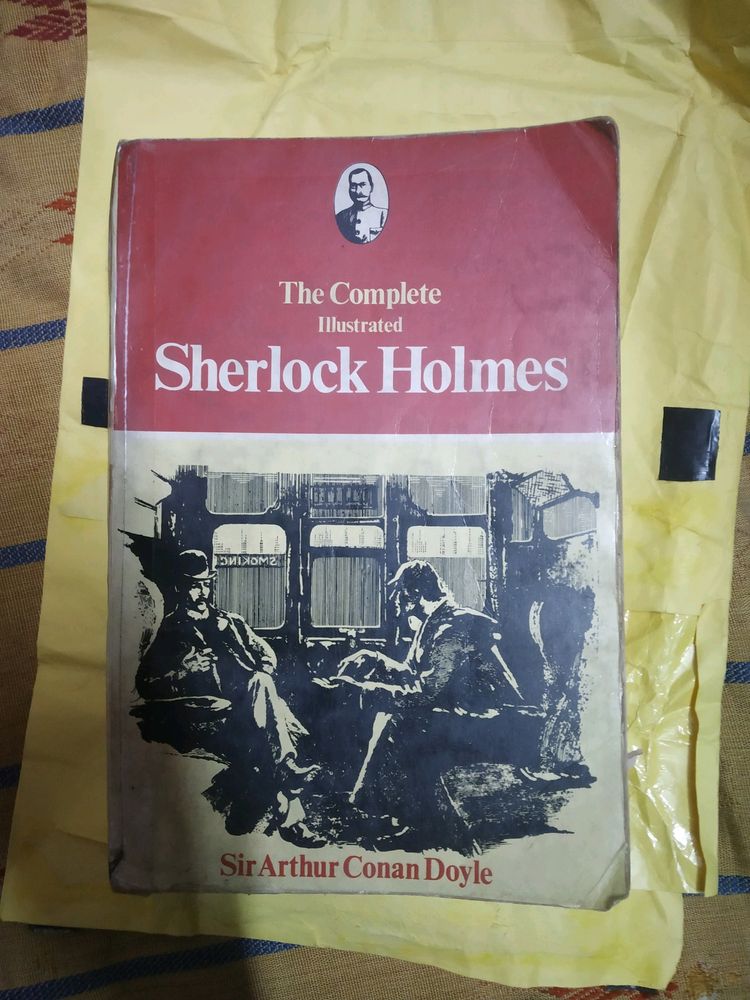 The Complete
Illustrated
Sherlock Holmes
SMOKING
Sir Arthur Conan Doyle